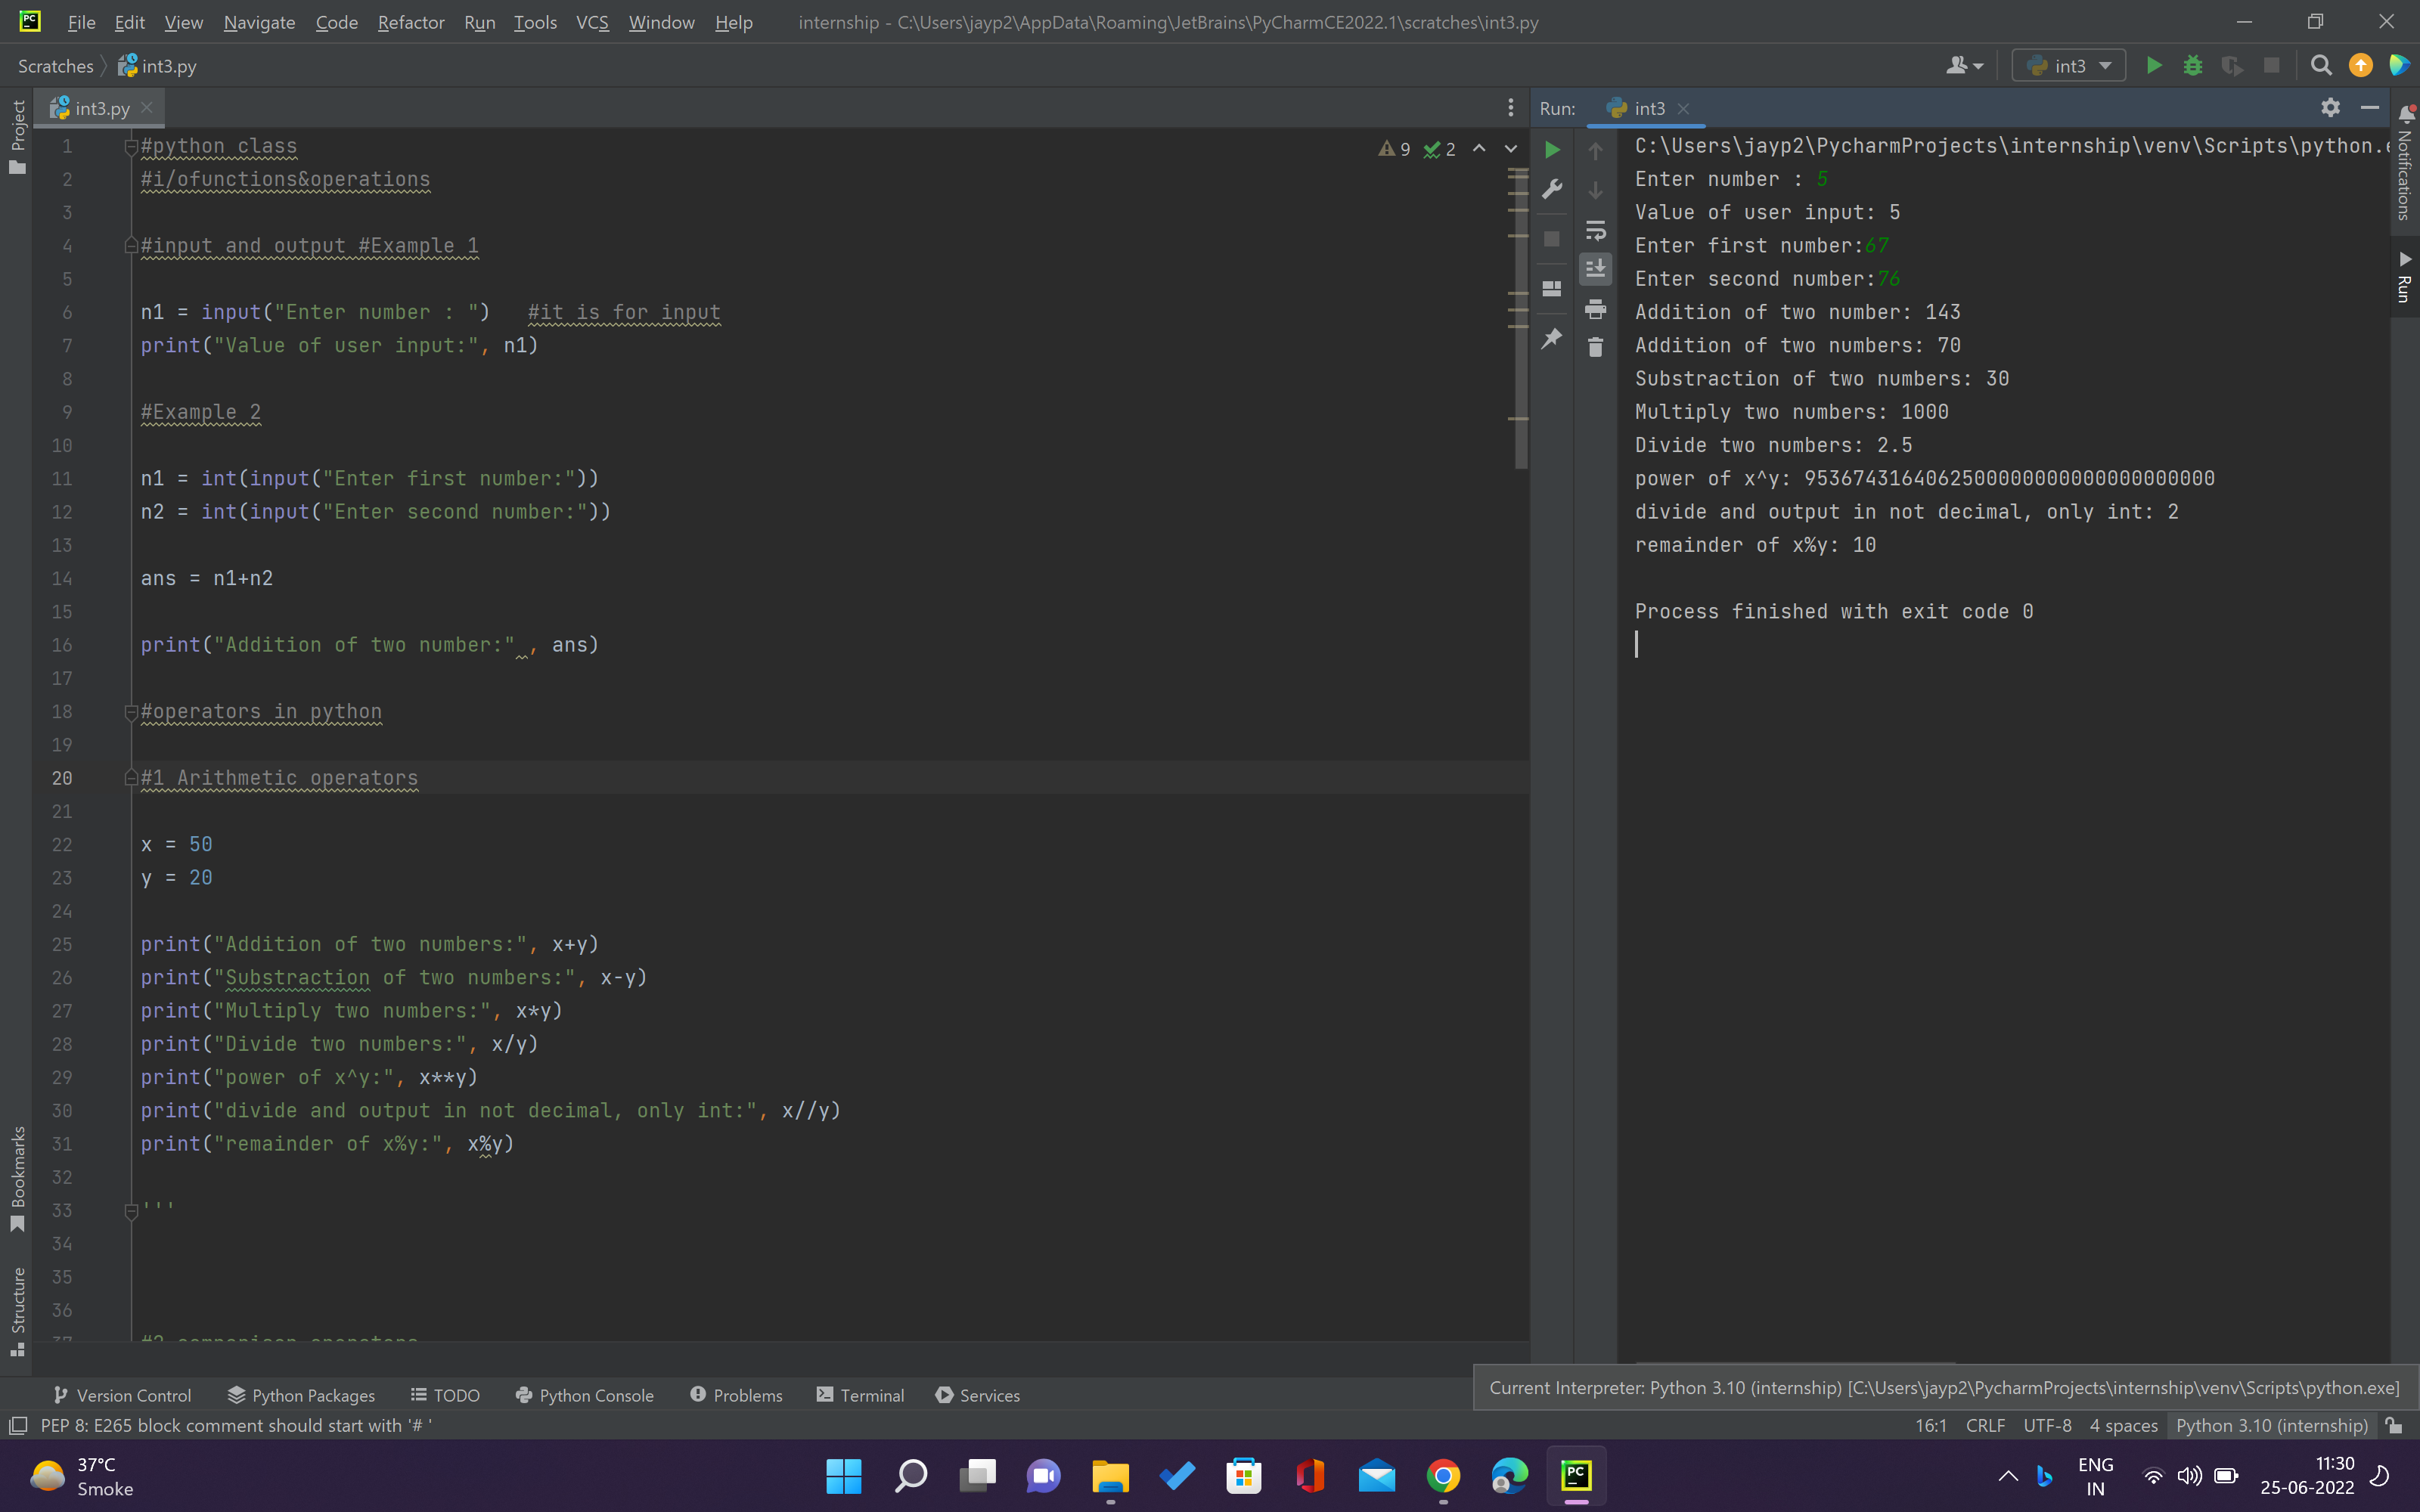 File Edit View Navigate Code Refactor Run Tools VCS Window Help internship - C:\Users\jayp2\AppData\Roaming\JetBrains\PyCharmCE2022.1\scratches\int3.py
Scratches int3.py int3
Project
int3.py
9 2
1 #python class
2 #i/ofunctions&operations
3
4 #input and output #Example 1
5
6 n1 = input("Enter number : ") #it is for input
7 print("Value of user input:", n1)
8
9 #Example 2
10
11 n1 = int(input("Enter first number:"))
12 n2 = int(input("Enter second number:"))
13
14 ans = n1+n2
15
16 print("Addition of two number:" , ans)
17
18 #operators in python
19
20 #1 Arithmetic operators
21
22 x = 50
23 y = 20
24
25 print("Addition of two numbers:", x+y)
26 print("Substraction of two numbers:", x-y)
27 print("Multiply two numbers:", x*y)
28 print("Divide two numbers:", x/y)
29 print("power of x^y:", x**y)
30 print("divide and output in not decimal, only int:", x//y)
31 print("remainder of x%y:", x%y)
32
33 '''
34
35
36
37 #2 comparison operators
Bookmarks
Structure
Run: int3
C:\Users\jayp2\PycharmProjects\internship\venv\Scripts\python.e
Enter number : 5
Value of user input: 5
Enter first number:67
Enter second number:76
Addition of two number: 143
Addition of two numbers: 70
Substraction of two numbers: 30
Multiply two numbers: 1000
Divide two numbers: 2.5
power of x^y: 9536743164062500000000000000000000
divide and output in not decimal, only int: 2
remainder of x%y: 10
Process finished with exit code 0
Notifications
Run
Version Control Python Packages TODO Python Console Problems Terminal Services
Current Interpreter: Python 3.10 (internship) [C:\Users\jayp2\PycharmProjects\internship\venv\Scripts\python.exe]
PEP 8: E265 block comment should start with '# ' 16:1 CRLF UTF-8 4 spaces Python 3.10 (internship)
37°C
Smoke
ENG
IN
11:30
25-06-2022